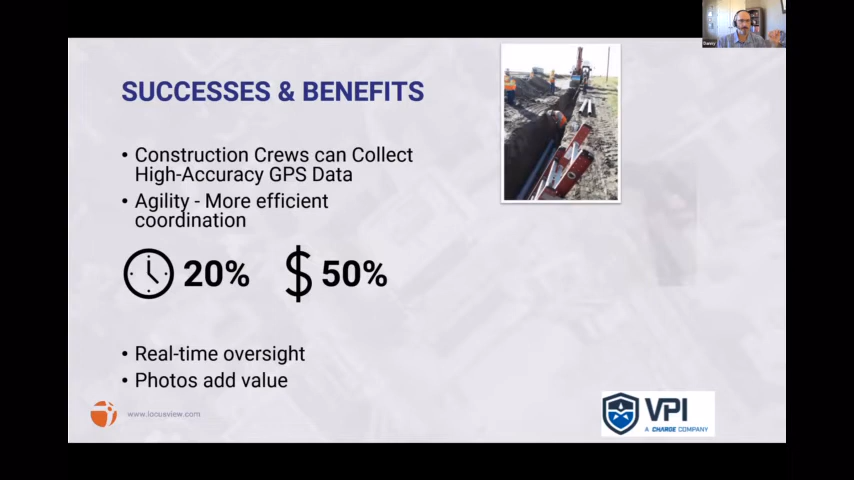 Danny
SUCCESSES & BENEFITS
• Construction Crews can Collect
High-Accuracy GPS Data
• Agility - More efficient
coordination
20% $ 50%
• Real-time oversight
• Photos add value
www.locusview.com
VPI
A CHARGE COMPANY